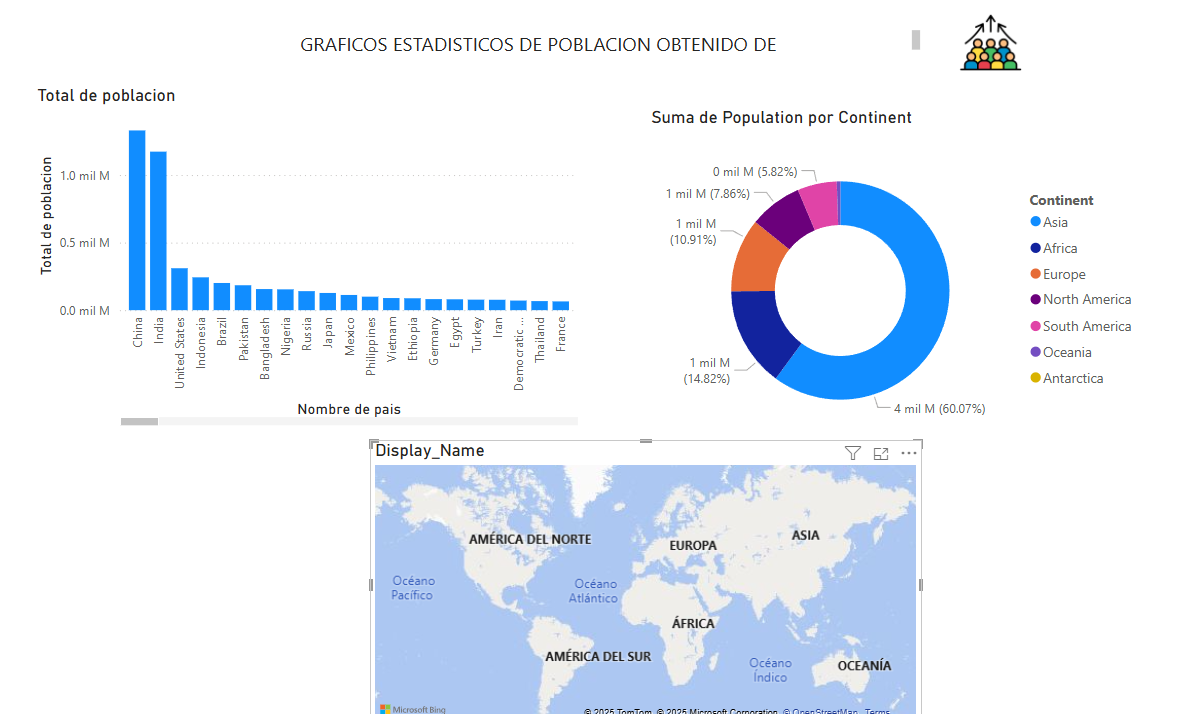 GRAFICOS ESTADISTICOS DE POBLACION OBTENIDO DE
Total de poblacion
Total de poblacion
1.0 mil M
0.5 mil M
0.0 mil M
China
India
United States
Indonesia
Brazil
Pakistan
Bangladesh
Nigeria
Russia
Japan
Mexico
Philippines
Vietnam
Ethiopia
Germany
Egypt
Turkey
Iran
Democratic ...
Thailand
France
Nombre de pais
Suma de Population por Continent
0 mil M (5.82%)
1 mil M (7.86%)
1 mil M
(10.91%)
1 mil M
(14.82%)
4 mil M (60.07%)
Continent
Asia
Africa
Europe
North America
South America
Oceania
Antarctica
Display_Name
AMÉRICA DEL NORTE
EUROPA
ASIA
Océano
Pacífico
Océano
Atlántico
ÁFRICA
AMÉRICA DEL SUR
Océano
Índico
OCEANÍA
Microsoft Bing
© 2025 TomTom, © 2025 Microsoft Corporation, © OpenStreetMap Terms